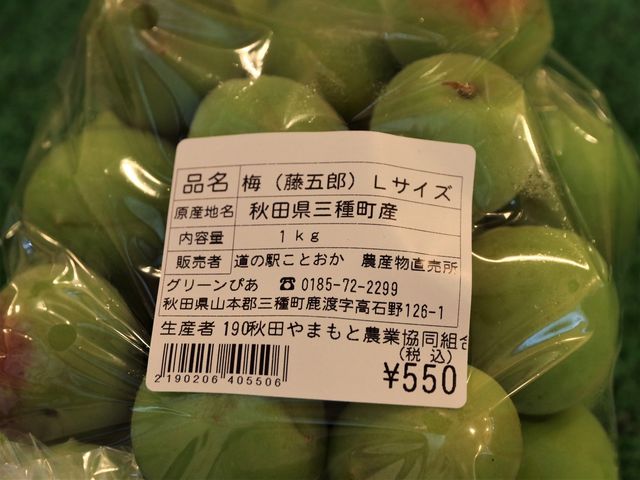 品名 梅（藤五郎）Lサイズ
原産地名 秋田県三種町産
内容量 1kg
販売者 道の駅ことおか 農産物直売所
グリーンぴあ ☎0185-72-2299
秋田県山本郡三種町鹿渡字高石野126-1
生産者 190秋田やまもと農業協同組合
(税込)
¥550
2190206 405506